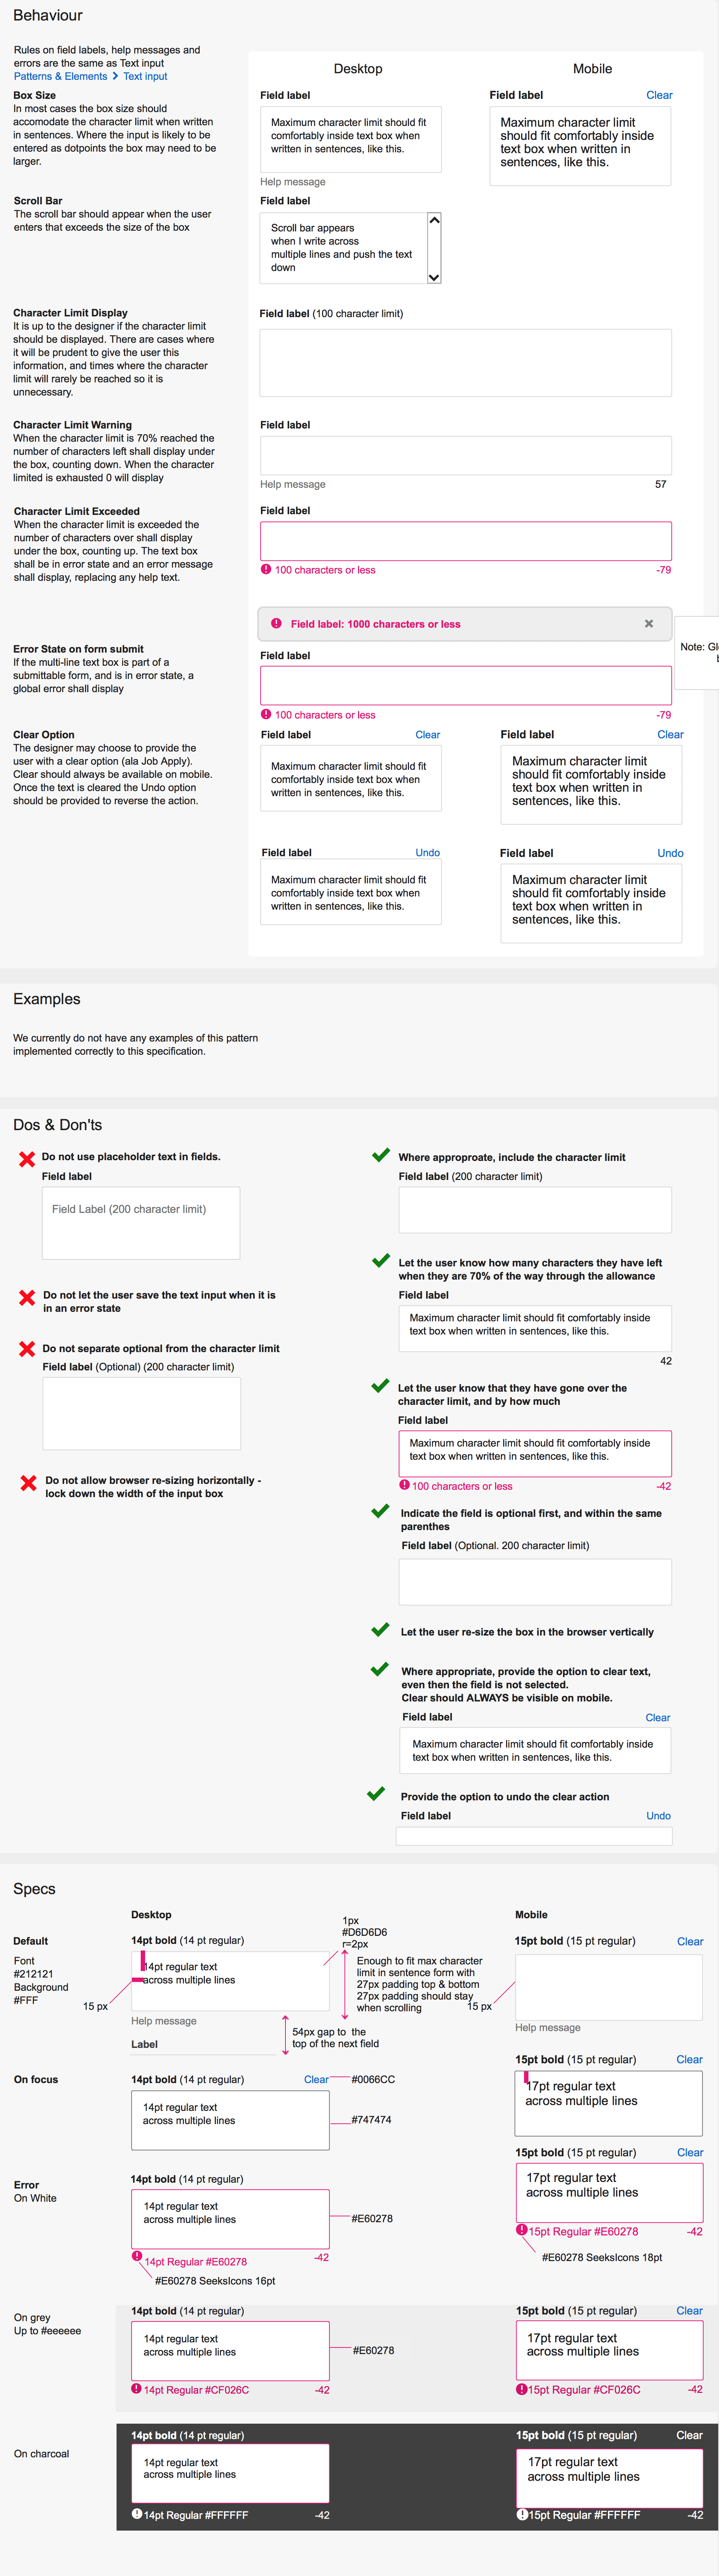 Behaviour
Rules on field labels, help messages and
errors are the same as Text input
Patterns & Elements > Text input
Desktop
Mobile
Box Size
In most cases the box size should
accomodate the character limit when written
in sentences. Where the input is likely to be
entered as dotpoints the box may need to be
larger.
Field label
Maximum character limit should fit
comfortably inside text box when
written in sentences, like this.
Help message
Field label Clear
Maximum character limit
should fit comfortably inside
text box when written in
sentences, like this.
Scroll Bar
The scroll bar should appear when the user
enters that exceeds the size of the box
Field label
Scroll bar appears
when I write across
multiple lines and push the text
down
Character Limit Display
It is up to the designer if the character limit
should be displayed. There are cases where
it will be prudent to give the user this
information, and times where the character
limit will rarely be reached so it is
unnecessary.
Field label (100 character limit)
Character Limit Warning
When the character limit is 70% reached the
number of characters left shall display under
the box, counting down. When the character
limited is exhausted 0 will display
Field label
Help message 57
Character Limit Exceeded
When the character limit is exceeded the
number of characters over shall display
under the box, counting up. The text box
shall be in error state and an error message
shall display, replacing any help text.
Field label
100 characters or less -79
Field label: 1000 characters or less
Note: Gl
Error State on form submit
If the multi-line text box is part of a
submittable form, and is in error state, a
global error shall display
Field label
100 characters or less -79
Clear Option
The designer may choose to provide the
user with a clear option (ala Job Apply).
Clear should always be available on mobile.
Once the text is cleared the Undo option
should be provided to reverse the action.
Field label Clear
Maximum character limit should fit
comfortably inside text box when
written in sentences, like this.
Field label Clear
Maximum character limit
should fit comfortably inside
text box when written in
sentences, like this.
Field label Undo
Maximum character limit should fit
comfortably inside text box when
written in sentences, like this.
Field label Undo
Maximum character limit
should fit comfortably inside
text box when written in
sentences, like this.
Examples
We currently do not have any examples of this pattern
implemented correctly to this specification.
Dos & Don'ts
Do not use placeholder text in fields.
Field label
Field Label (200 character limit)
Do not let the user save the text input when it is
in an error state
Do not separate optional from the character limit
Field label (Optional) (200 character limit)
Do not allow browser re-sizing horizontally -
lock down the width of the input box
Where approproate, include the character limit
Field label (200 character limit)
Let the user know how many characters they have left
when they are 70% of the way through the allowance
Field label
Maximum character limit should fit comfortably inside
text box when written in sentences, like this.
42
Let the user know that they have gone over the
character limit, and by how much
Field label
Maximum character limit should fit comfortably inside
text box when written in sentences, like this.
100 characters or less -42
Indicate the field is optional first, and within the same
parenthes
Field label (Optional. 200 character limit)
Let the user re-size the box in the browser vertically
Where appropriate, provide the option to clear text,
even then the field is not selected.
Clear should ALWAYS be visible on mobile.
Field label Clear
Maximum character limit should fit comfortably inside
text box when written in sentences, like this.
Provide the option to undo the clear action
Field label Undo
Specs
Desktop
Mobile
Default
Font
#212121
Background
#FFF
14pt bold (14 pt regular)
14pt regular text
across multiple lines
15 px
Help message
Label
1px
#D6D6D6
r=2px
Enough to fit max character
limit in sentence form with
27px padding top & bottom
27px padding should stay
when scrolling
54px gap to the
top of the next field
15pt bold (15 pt regular) Clear
15 px
Help message
On focus
14pt bold (14 pt regular) Clear
#0066CC
14pt regular text
across multiple lines
#747474
15pt bold (15 pt regular) Clear
17pt regular text
across multiple lines
Error
On White
14pt bold (14 pt regular)
14pt regular text
across multiple lines
#E60278
14pt Regular #E60278 -42
#E60278 SeeksIcons 16pt
15pt bold (15 pt regular) Clear
17pt regular text
across multiple lines
15pt Regular #E60278 -42
#E60278 SeeksIcons 18pt
On grey
Up to #eeeeee
14pt bold (14 pt regular)
14pt regular text
across multiple lines
#E60278
14pt Regular #CF026C -42
15pt bold (15 pt regular) Clear
17pt regular text
across multiple lines
15pt Regular #CF026C -42
On charcoal
14pt bold (14 pt regular)
14pt regular text
across multiple lines
14pt Regular #FFFFFF -42
15pt bold (15 pt regular) Clear
17pt regular text
across multiple lines
15pt Regular #FFFFFF -42